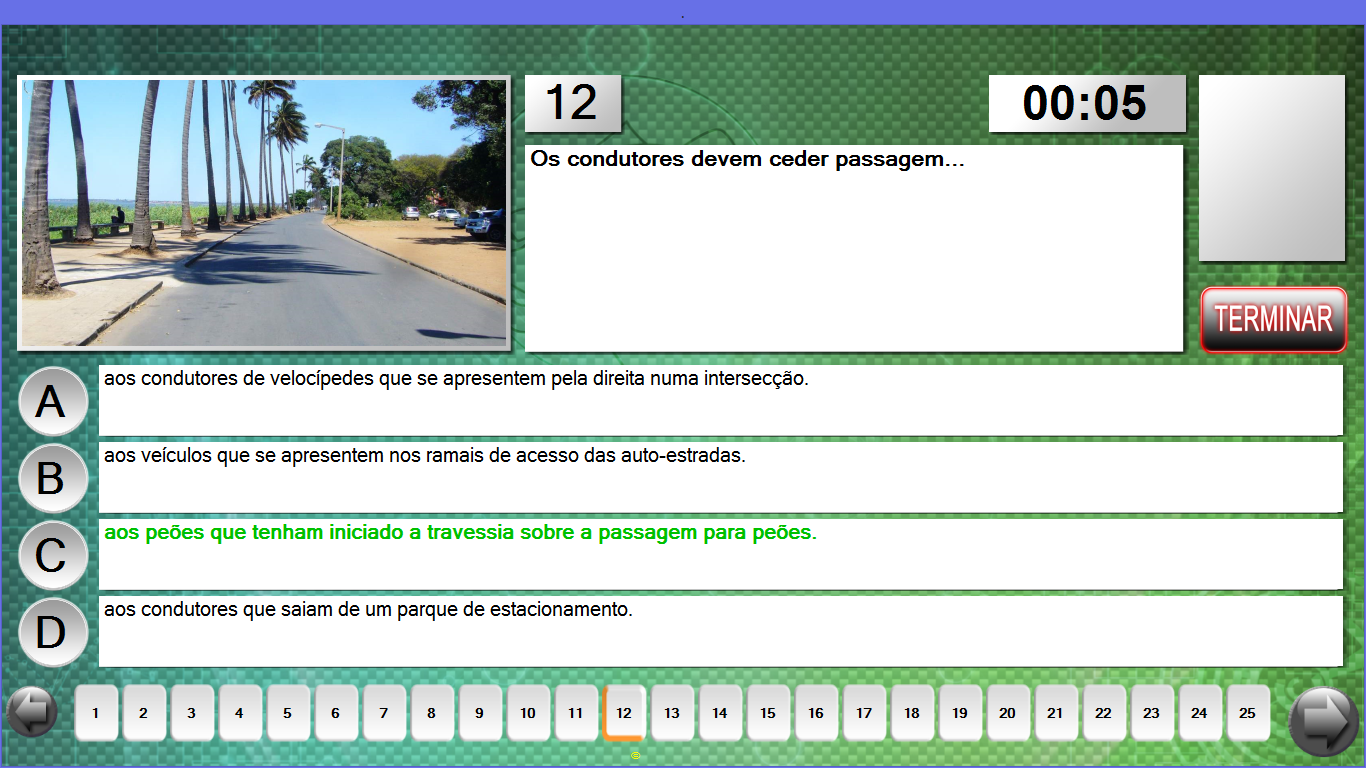 12
00:05
Os condutores devem ceder passagem...
TERMINAR
A
aos condutores de velocípedes que se apresentem pela direita numa intersecção.
B
aos veículos que se apresentem nos ramais de acesso das auto-estradas.
C
aos peões que tenham iniciado a travessia sobre a passagem para peões.
D
aos condutores que saiam de um parque de estacionamento.
1 2 3 4 5 6 7 8 9 10 11 12 13 14 15 16 17 18 19 20 21 22 23 24 25